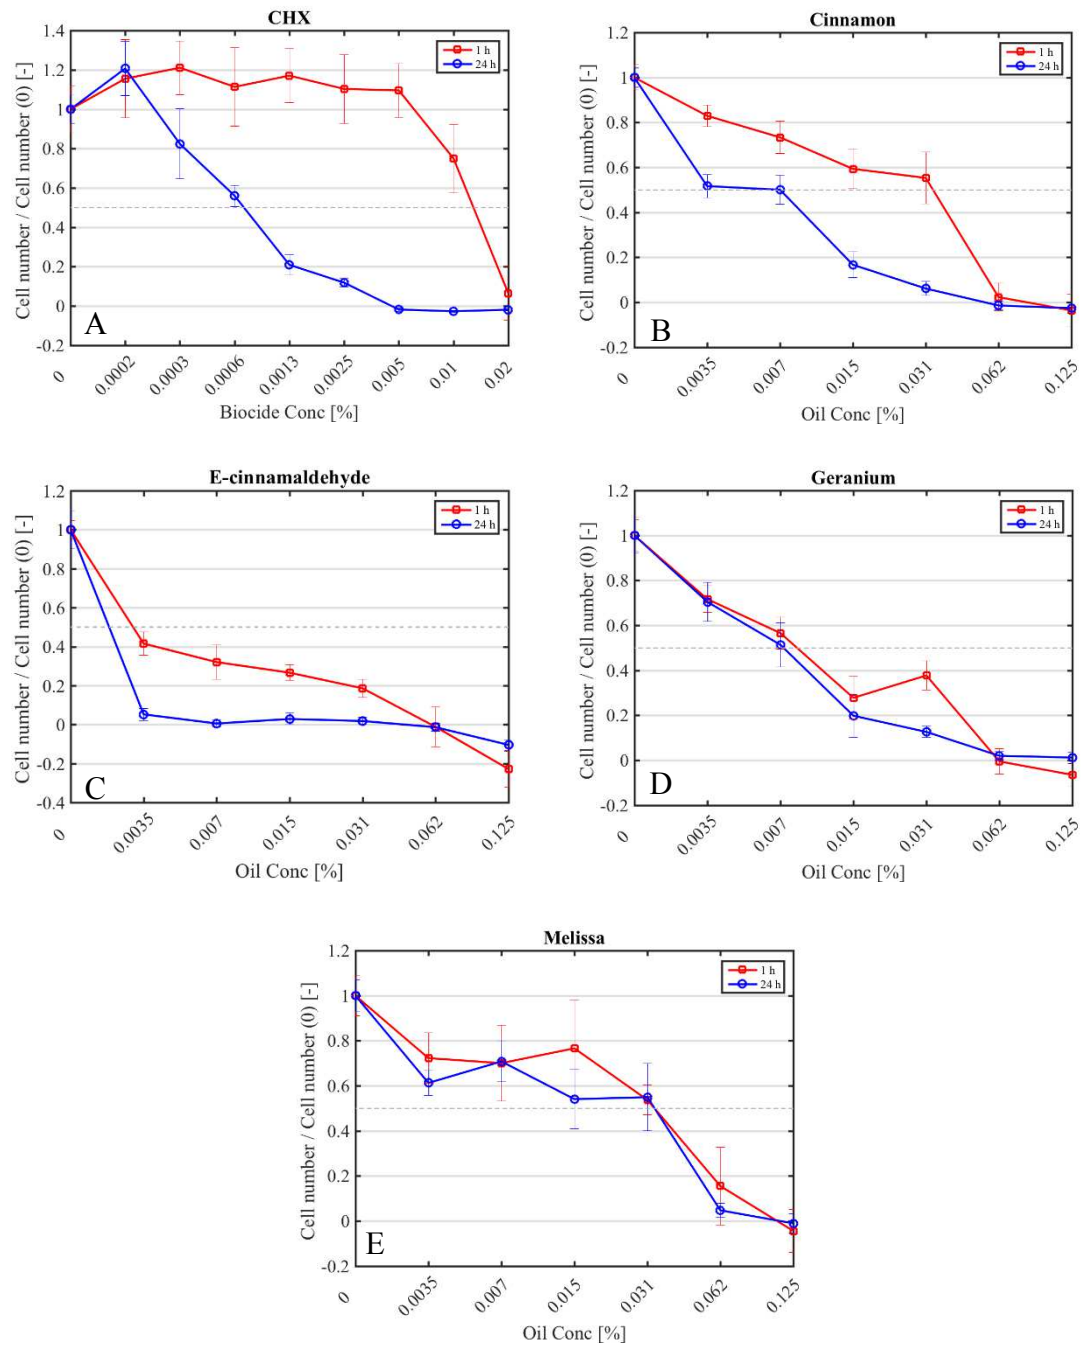 CHX
Cell number / Cell number (0) [-]
1.4
1.2
1
0.8
0.6
0.4
0.2
0
-0.2
1 h
24 h
A
0
0.0002
0.0003
0.0006
0.0013
0.0025
0.005
0.01
0.02
Biocide Conc [%]
Cinnamon
Cell number / Cell number (0) [-]
1.2
1
0.8
0.6
0.4
0.2
0
-0.2
1 h
24 h
B
0
0.0035
0.007
0.015
0.031
0.062
0.125
Oil Conc [%]
E-cinnamaldehyde
Cell number / Cell number (0) [-]
1.2
1
0.8
0.6
0.4
0.2
0
-0.2
-0.4
1 h
24 h
C
0
0.0035
0.007
0.015
0.031
0.062
0.125
Oil Conc [%]
Geranium
Cell number / Cell number (0) [-]
1.2
1
0.8
0.6
0.4
0.2
0
-0.2
1 h
24 h
D
0
0.0035
0.007
0.015
0.031
0.062
0.125
Oil Conc [%]
Melissa
Cell number / Cell number (0) [-]
1.2
1
0.8
0.6
0.4
0.2
0
-0.2
1 h
24 h
E
0
0.0035
0.007
0.015
0.031
0.062
0.125
Oil Conc [%]